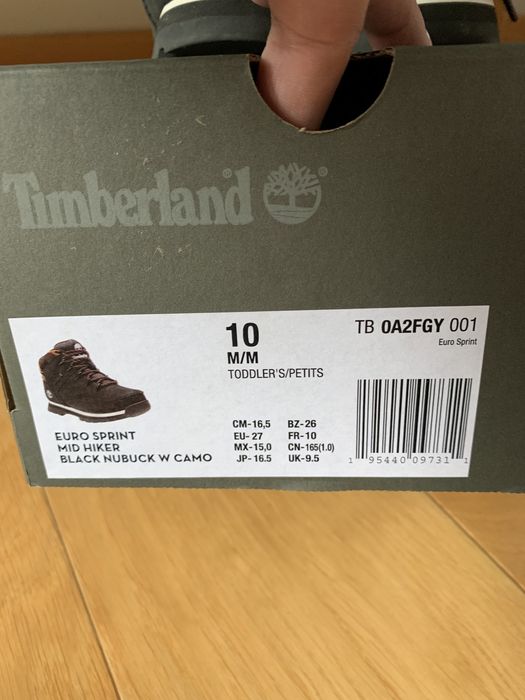 Timberland®
®
10
M/M
TODDLER'S/PETITS
TB 0A2FGY 001
Euro Sprint
EURO SPRINT
MID HIKER
BLACK NUBUCK W CAMO
CM-16,5 BZ-26
EU- 27 FR-10
MX-15,0 CN-165(1.0)
JP-16.5 UK-9.5
1 95440 09731 1